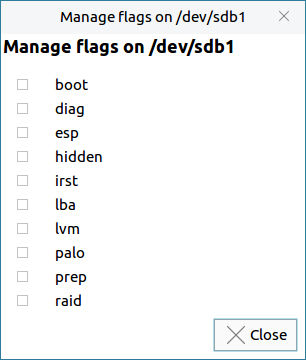 Manage flags on /dev/sdb1
Manage flags on /dev/sdb1
boot
diag
esp
hidden
irst
lba
lvm
palo
prep
raid
Close